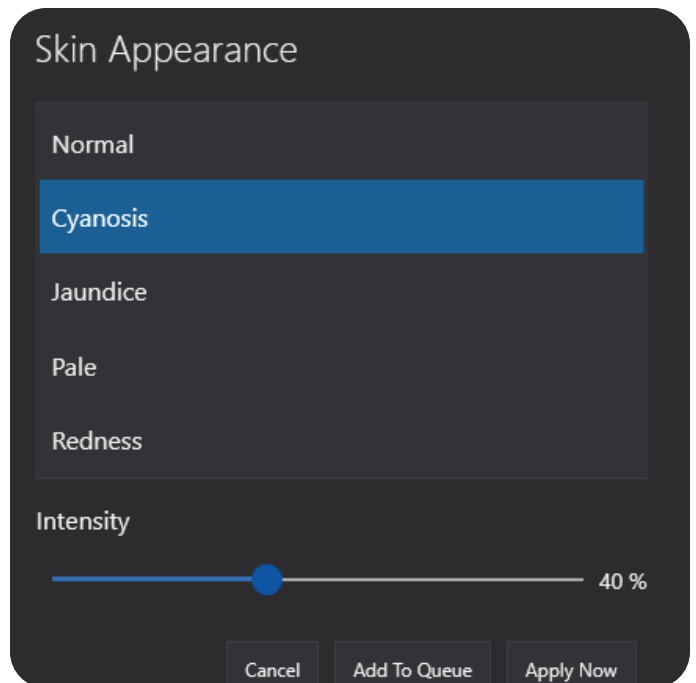 Skin Appearance
Normal
Cyanosis
Jaundice
Pale
Redness
Intensity
40 %
Cancel Add To Queue Apply Now